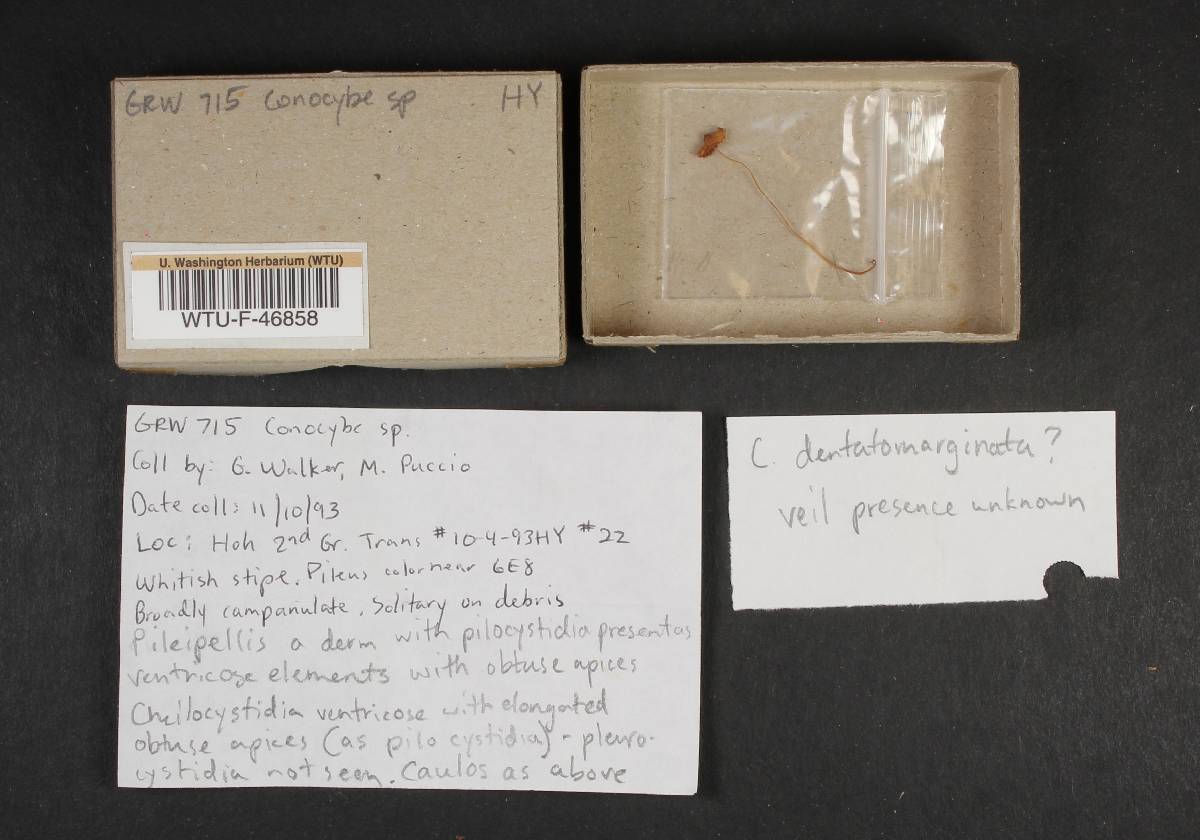 GRW 715 Conocybe sp HY
U. Washington Herbarium (WTU)
WTU-F-46858
GRW 715 Conocybe sp.
Coll by: G. Walker, M. Puccio
Date coll: 11/10/93
Loc: Hoh 2nd Gr. Trans #10-4-93HY #22
Whitish stipe. Pileus color near 6E8
Broadly campanulate. Solitary on debris
Pileipellis a derm with pilocystidia present as
ventricose elements with obtuse apices
Cheilocystidia ventricose with elongated
obtuse apices (as pilocystidia) - pleuro-
cystidia not seen. Caulos as above
C. dentatomarginata?
veil presence unknown